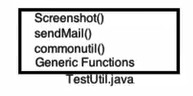 Screenshot()
sendMail()
commonutil()
Generic Functions
TestUtil.java